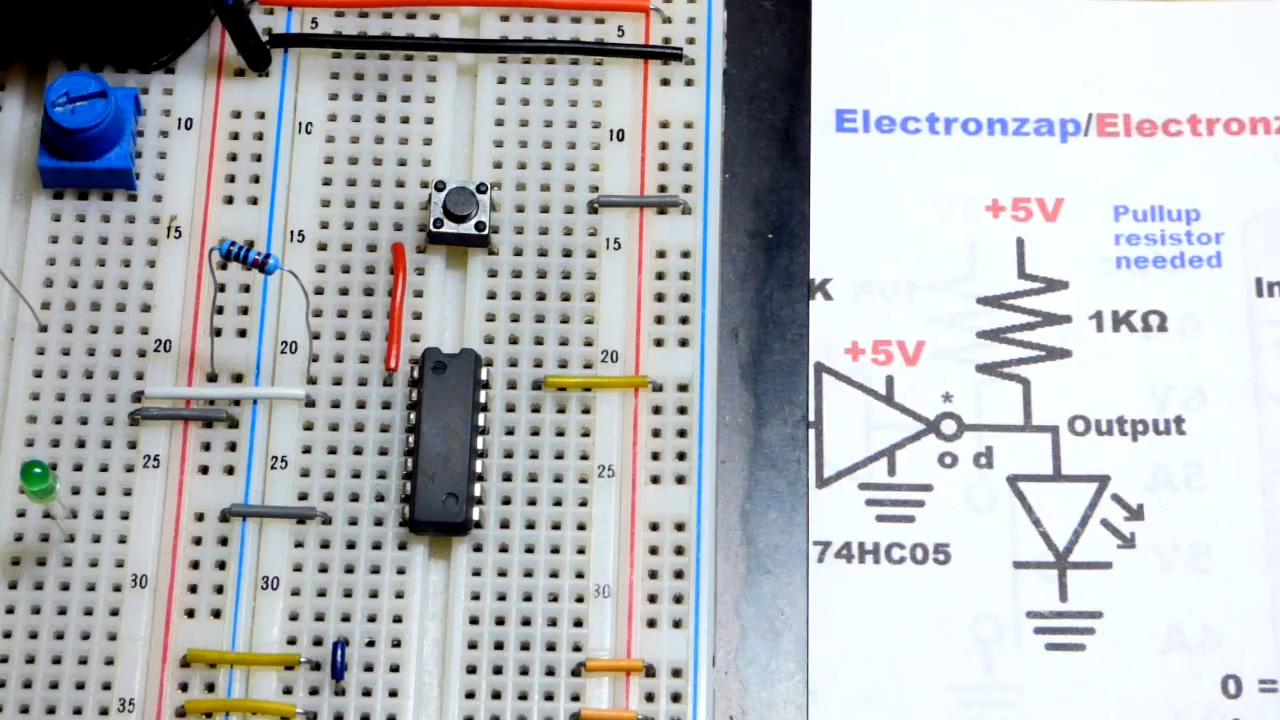 5
5
10
10
10
15
15
15
20
20
20
25
25
25
30
30
30
35
Electronzap/Electronz
+5V
Pullup
resistor
needed
K
1KΩ
In
+5V
*
Output
o d
74HC05
0 =